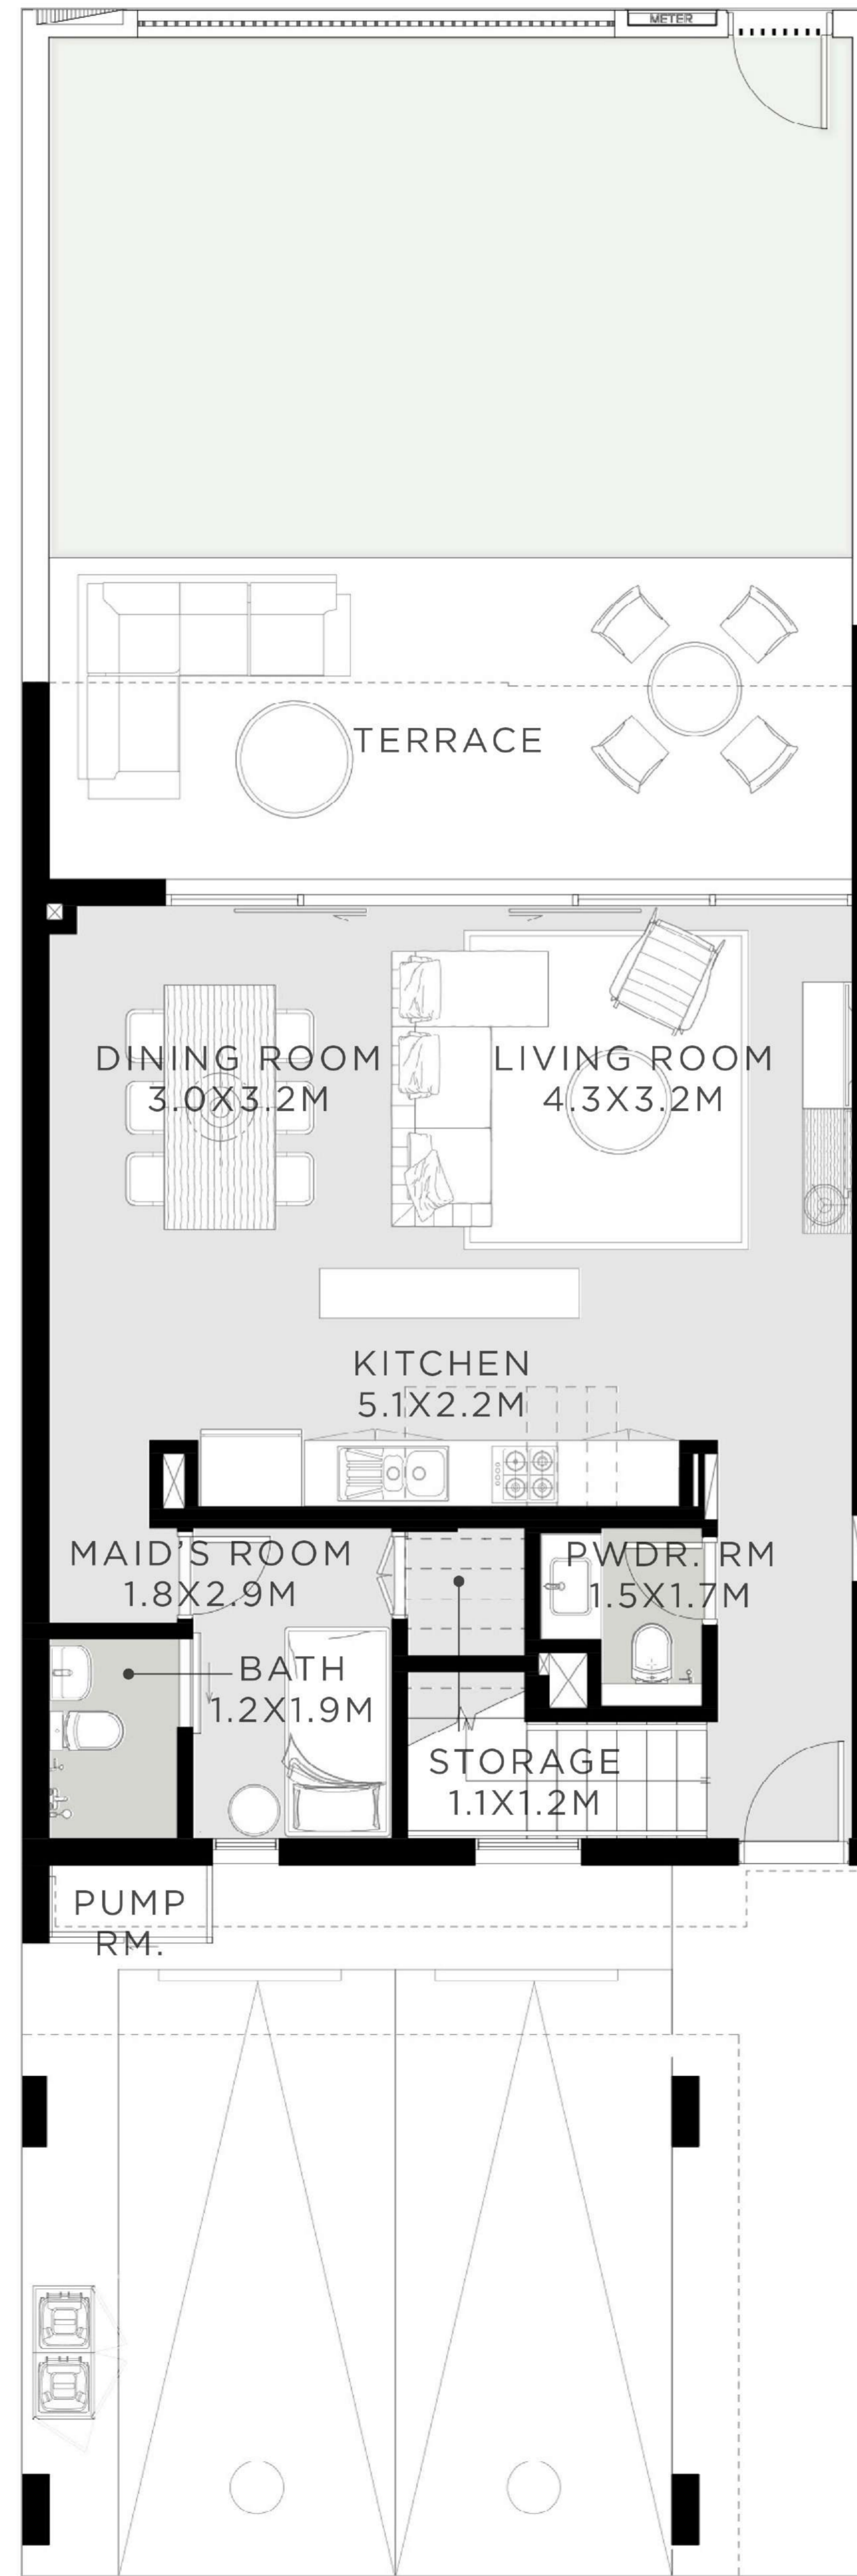 METER
TERRACE
DINING ROOM
3.0X3.2M
LIVING ROOM
4.3X3.2M
KITCHEN
5.1X2.2M
MAID'S ROOM
1.8X2.9M
PWDR. RM
1.5X1.7M
BATH
1.2X1.9M
STORAGE
1.1X1.2M
PUMP
RM.